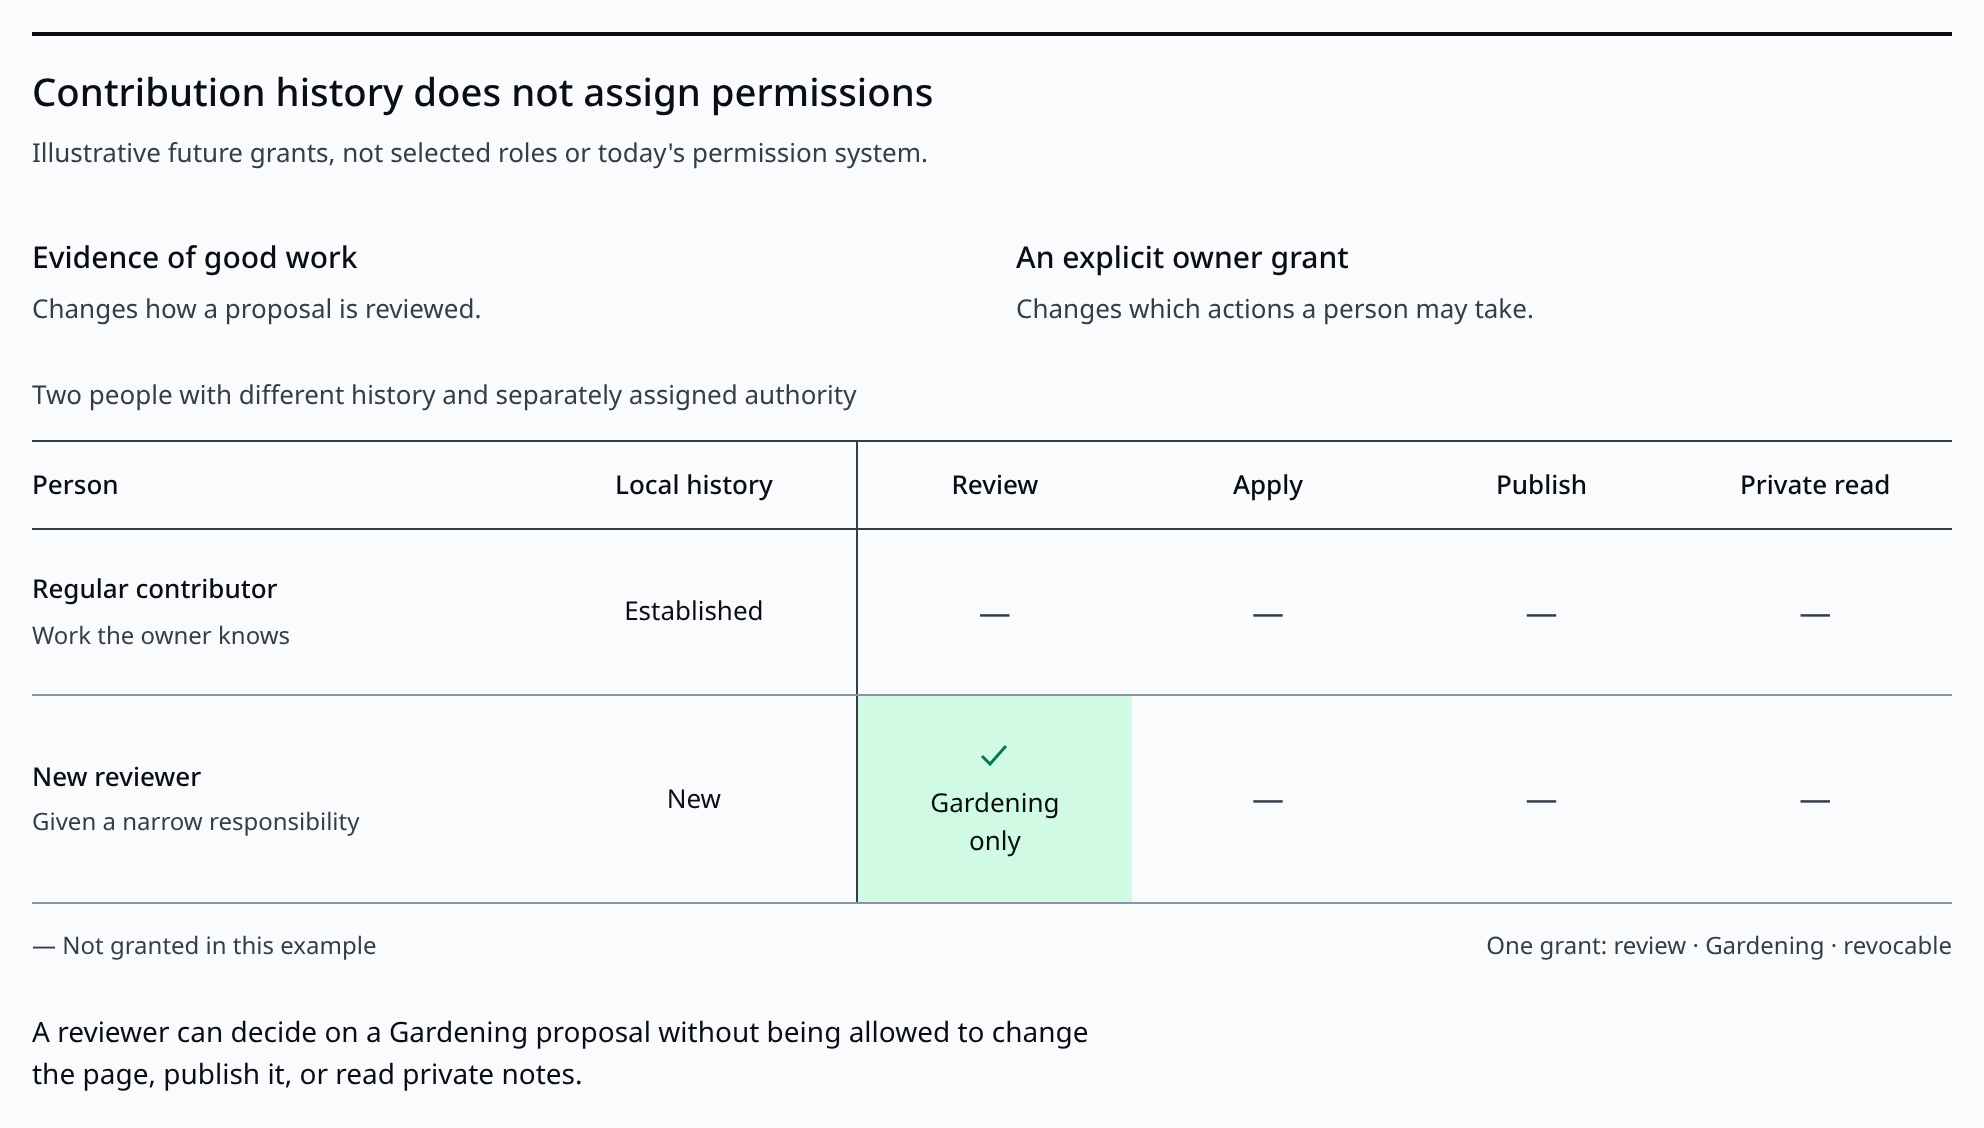 Contribution history does not assign permissions
Illustrative future grants, not selected roles or today's permission system.
Evidence of good work
Changes how a proposal is reviewed.
An explicit owner grant
Changes which actions a person may take.
Two people with different history and separately assigned authority
Person Local history Review Apply Publish Private read
Regular contributor
Work the owner knows
Established — — — —
New reviewer
Given a narrow responsibility
New ✓ Gardening only — — —
— Not granted in this example
One grant: review · Gardening · revocable
A reviewer can decide on a Gardening proposal without being allowed to change
the page, publish it, or read private notes.